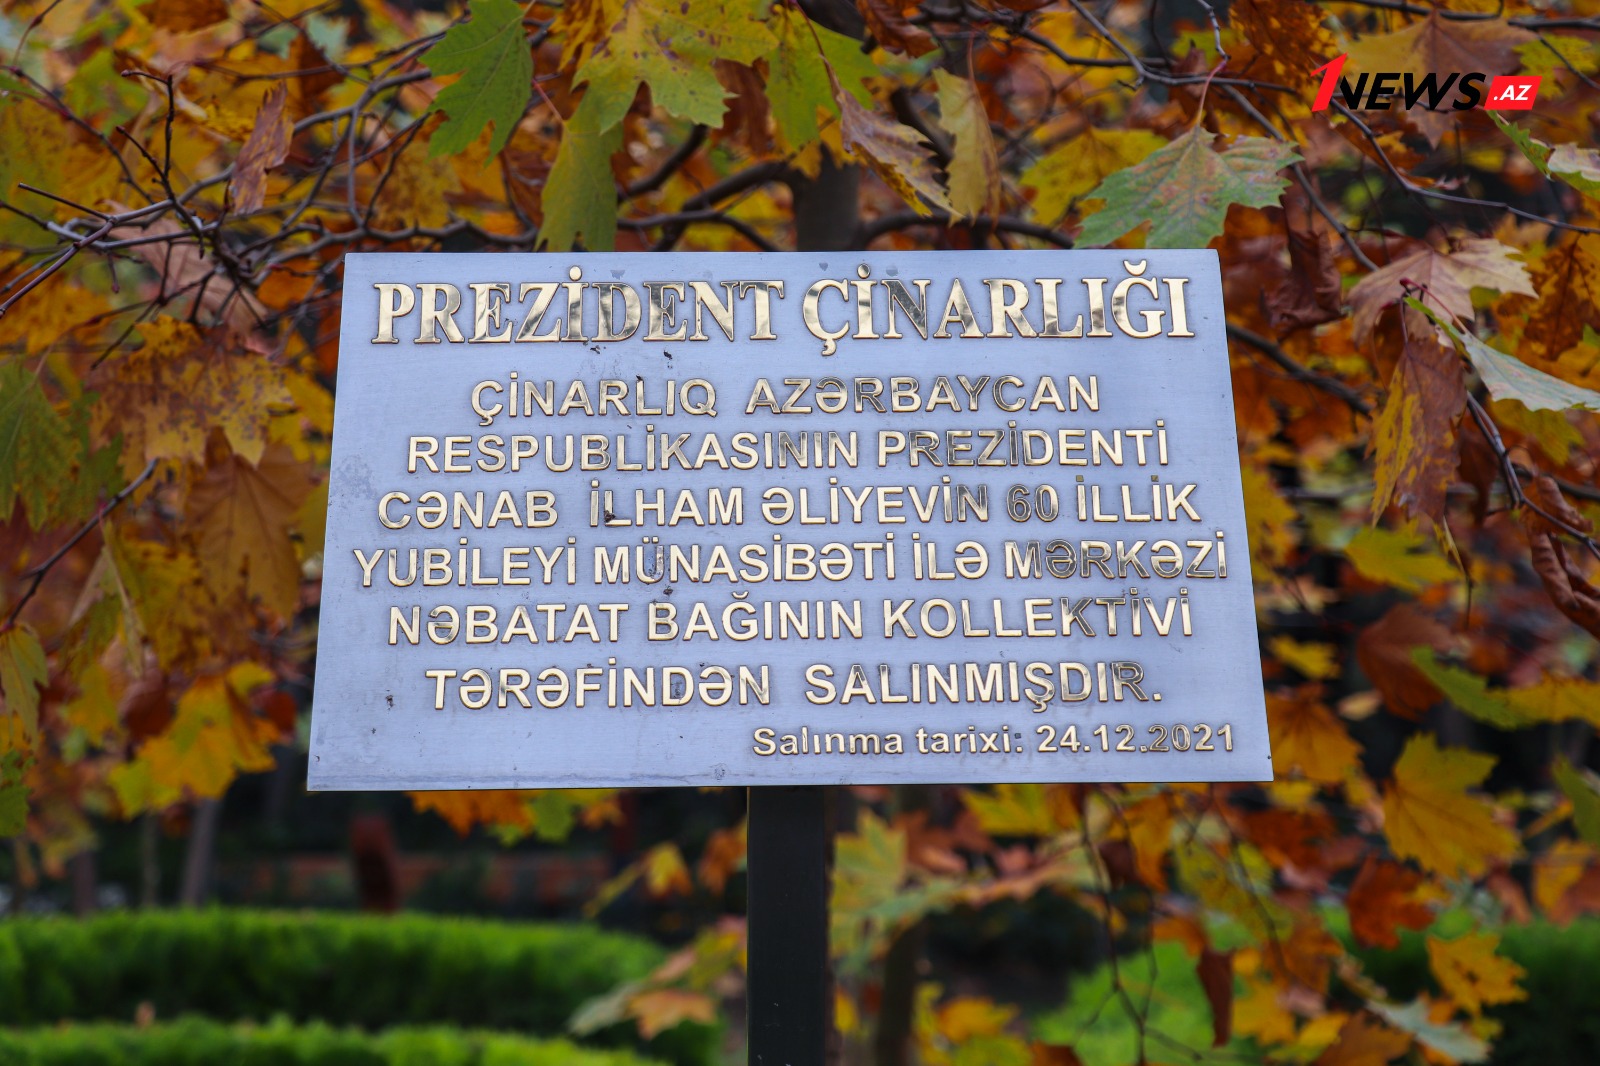 1NEWS.AZ
PREZİDENT ÇİNARLIĞI
ÇİNARLIQ AZƏRBAYCAN
RESPUBLİKASININ PREZİDENTİ
CƏNAB İLHAM ƏLİYEVİN 60 İLLİK
YUBİLEYİ MÜNASİBƏTİ İLƏ MƏRKƏZİ
NƏBATAT BAĞININ KOLLEKTİVİ
TƏRƏFİNDƏN SALINMIŞDIR.
Salınma tarixi: 24.12.2021